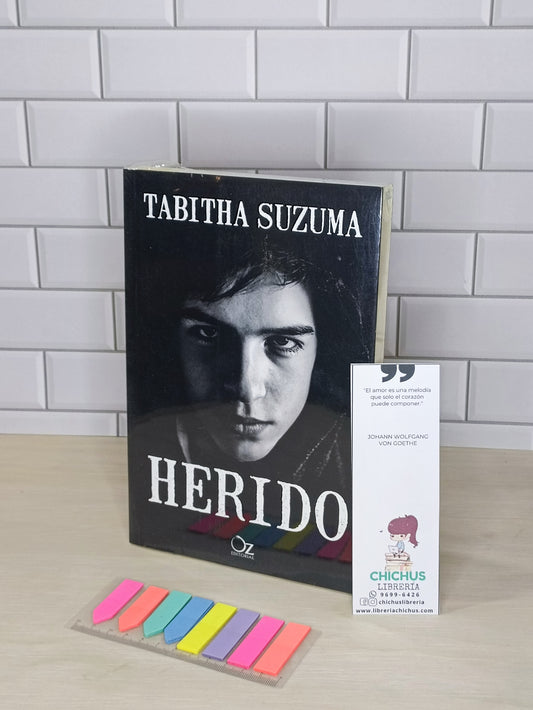 TABITHA SUZUMA
HERIDO
OZ
EDITORIAL
"El amor es una melodía
que solo el corazón
puede componer."
JOHANN WOLFGANG
VON GOETHE
CHICHUS
LIBRERÍA
9699-6426
chichuslibreria
www.libreriachichus.com